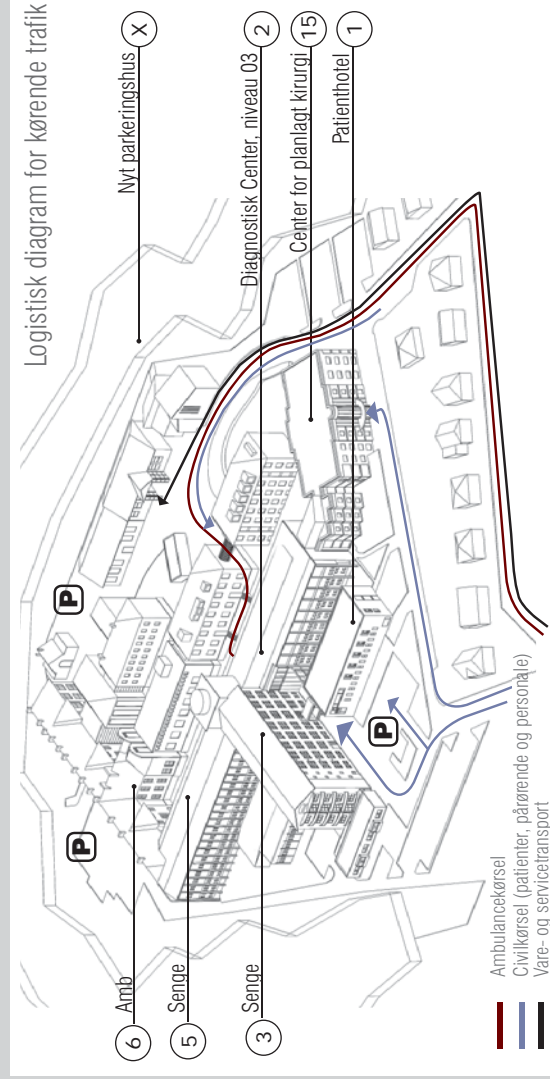 Logistisk diagram for kørende trafik
X
Nyt parkeringshus
2
Diagnostisk Center, niveau 03
15
Center for planlagt kirurgi
1
Patienthotel
P
P
P
6
Amb
5
Senge
3
Senge
Ambulancekørsel
Civilkørsel (patienter, pårørende og personale)
Vare- og servicetransport